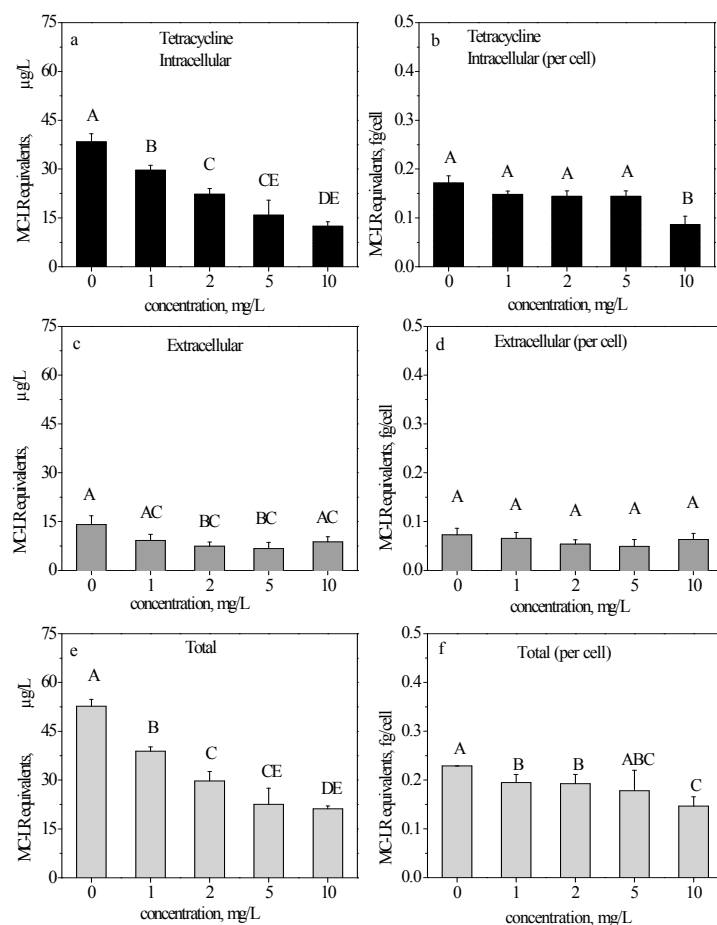 a
Tetracycline
Intracellular
MC-LR equivalents, µg/L
75
60
45
30
15
0
A
B
C
CE
DE
0 1 2 5 10
concentration, mg/L
b
Tetracycline
Intracellular (per cell)
MC-LR equivalents, fg/cell
0.5
0.4
0.3
0.2
0.1
0.0
A A A A B
0 1 2 5 10
concentration, mg/L
c
Extracellular
MC-LR equivalents, µg/L
75
60
45
30
15
0
A AC BC BC AC
0 1 2 5 10
concentration, mg/L
d
Extracellular (per cell)
MC-LR equivalents, fg/cell
0.5
0.4
0.3
0.2
0.1
0.0
A A A A A
0 1 2 5 10
concentration, mg/L
e
Total
MC-LR equivalents, µg/L
75
60
45
30
15
0
A
B
C
CE
DE
0 1 2 5 10
concentration, mg/L
f
Total (per cell)
MC-LR equivalents, fg/cell
0.5
0.4
0.3
0.2
0.1
0.0
A B B ABC C
0 1 2 5 10
concentration, mg/L